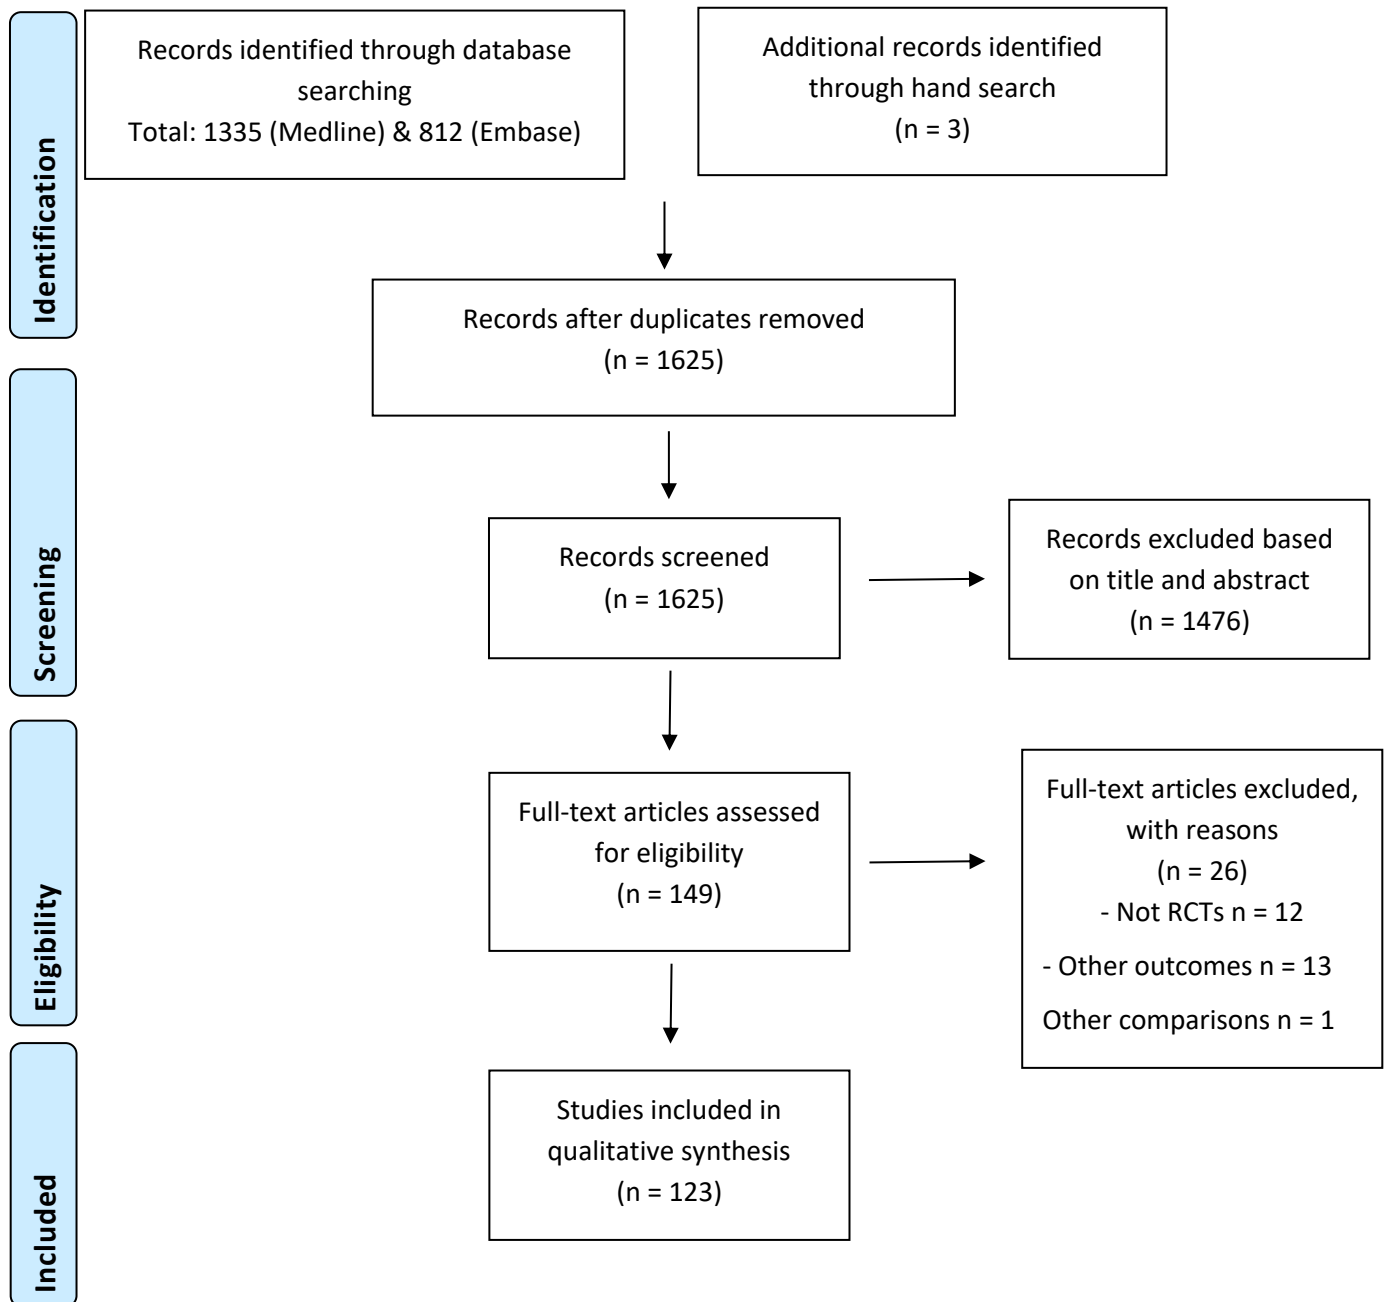 Identification
Records identified through database
searching
Total: 1335 (Medline) & 812 (Embase)
Additional records identified
through hand search
(n = 3)
Records after duplicates removed
(n = 1625)
Screening
Records screened
(n = 1625)
Records excluded based
on title and abstract
(n = 1476)
Eligibility
Full-text articles assessed
for eligibility
(n = 149)
Full-text articles excluded,
with reasons
(n = 26)
- Not RCTs n = 12
- Other outcomes n = 13
Other comparisons n = 1
Included
Studies included in
qualitative synthesis
(n = 123)